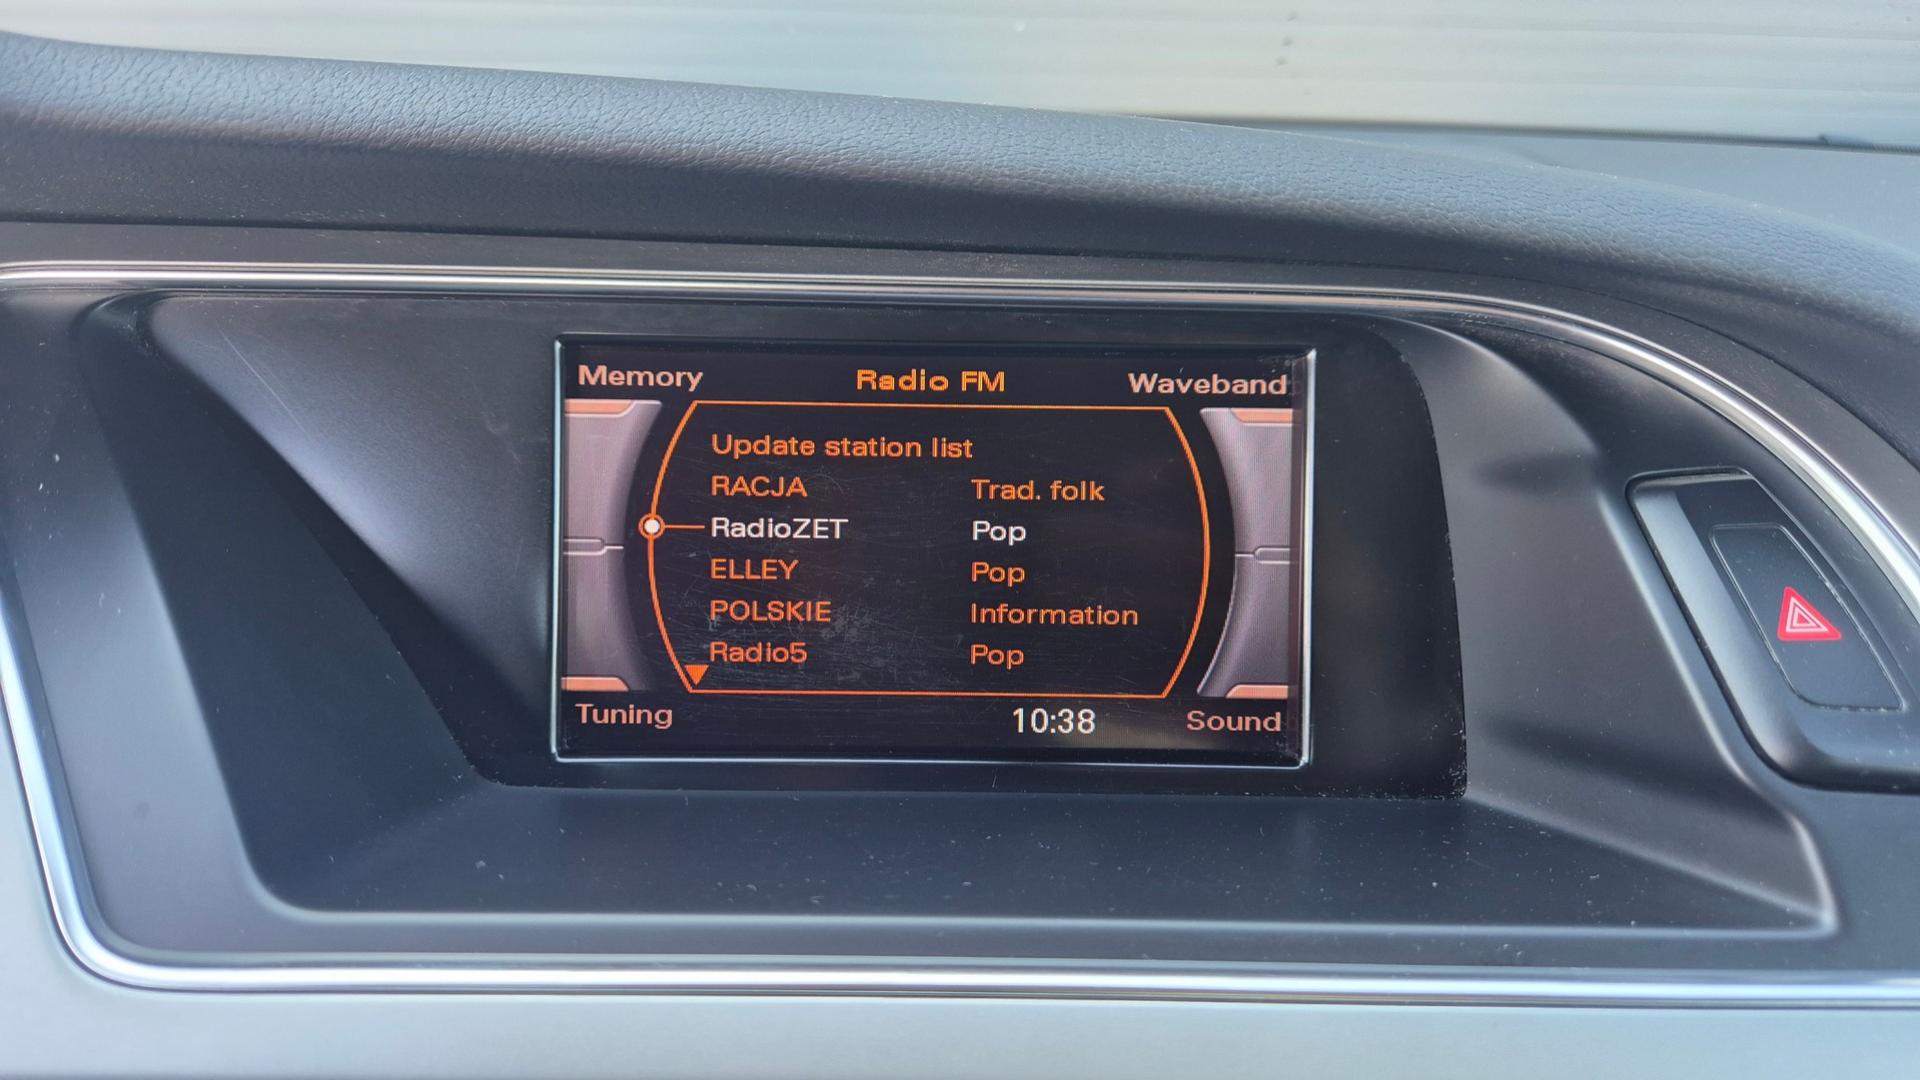 Memory Radio FM Waveband
Update station list
RACJA Trad. folk
RadioZET Pop
ELLEY Pop
POLSKIE Information
Radio5 Pop
Tuning 10:38 Sound